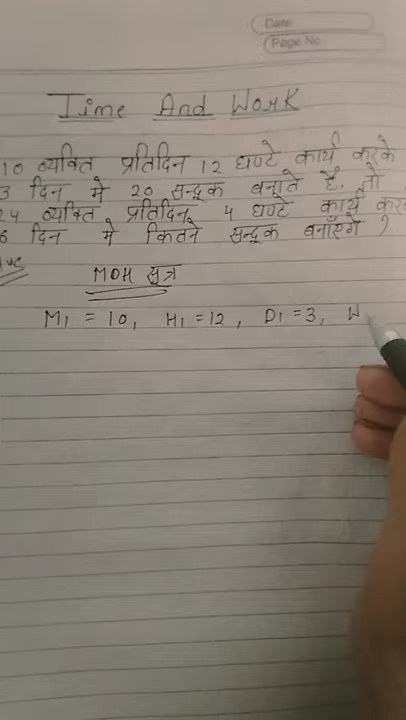 Date
Page No
Time And Work
10 व्यक्ति प्रतिदिन 12 घण्टे कार्य करके
3 दिन मे 20 सन्दूक बनाते है, तो
24 व्यक्ति प्रतिदिन 4 घण्टे कार्य
6 दिन मे कितने सन्दूक बनाएंगे ?
MDH सूत्र
M₁ = 10, H₁ = 12, D₁ = 3, W